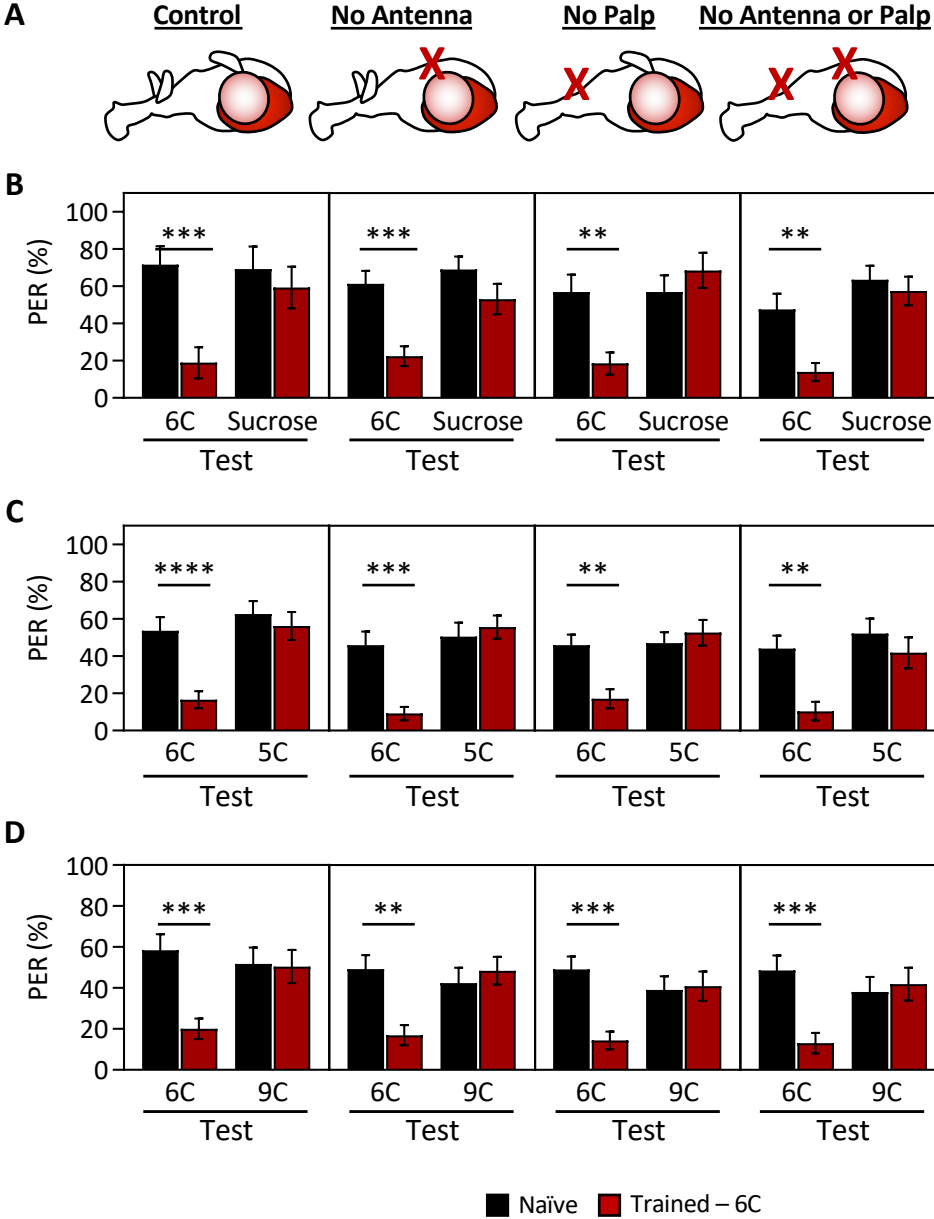 A
Control No Antenna No Palp No Antenna or Palp
X X X X
B
PER (%)
100
80
60
40
20
0
*** *** ** **
6C Sucrose 6C Sucrose 6C Sucrose 6C Sucrose
Test Test Test Test
C
PER (%)
100
80
60
40
20
0
**** *** ** **
6C 5C 6C 5C 6C 5C 6C 5C
Test Test Test Test
D
PER (%)
100
80
60
40
20
0
*** ** *** ***
6C 9C 6C 9C 6C 9C 6C 9C
Test Test Test Test
Naïve Trained – 6C